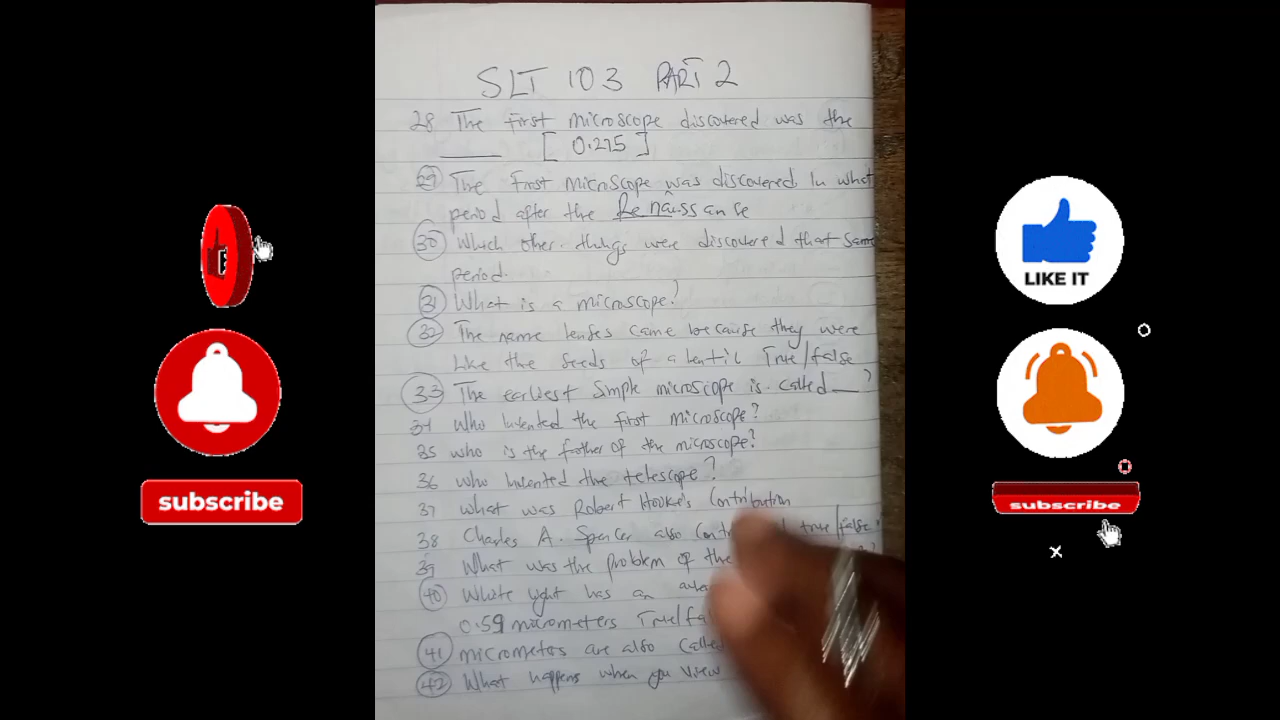 SLT 103 PART 2
28 The first microscope discovered was the
____ [ 0.275 ]
29 The first microscope was discovered in what
period after the Renaussanse
30 Which other things were discovered that same
period.
31 What is a microscope?
32 The name lenses came because they were
like the seeds of a lentil True/false
33 The earliest simple microscope is called __?
34 Who invented the first microscope?
35 who is the father of the microscope?
36 who invented the telescope?
37 what was Robert Hooke's Contribution
38 Charles A. Spencer also true/false?
39 What was the problem of the
40 White light has an
0.59 micrometers True/
41 micrometers are also called
42 What happens when you view
subscribe
LIKE IT
subscribe